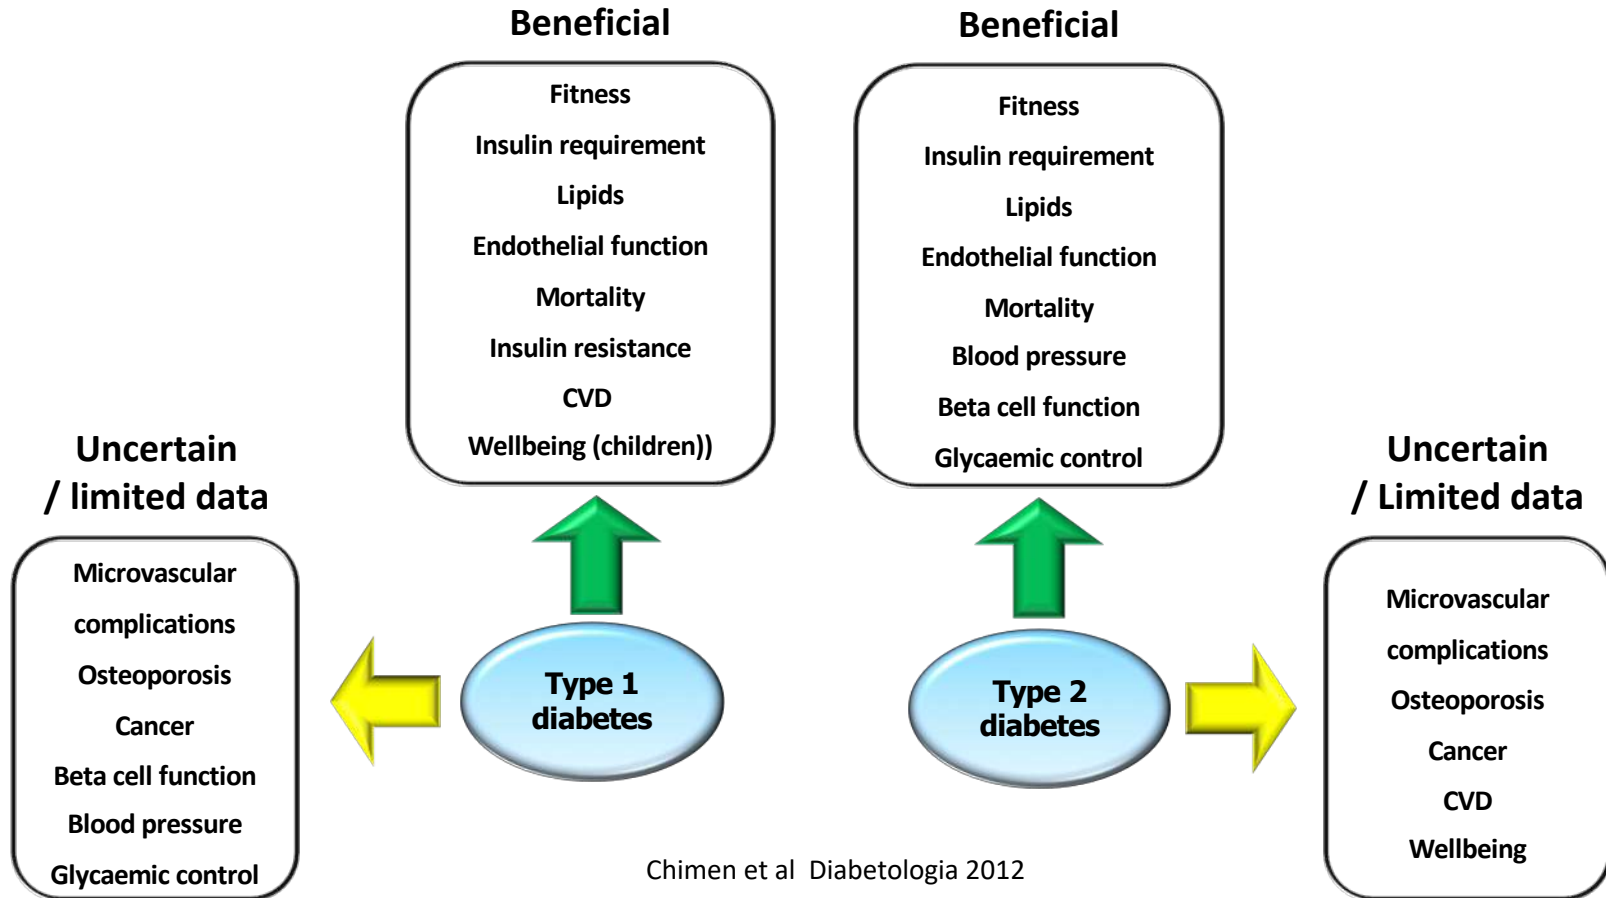 Beneficial
Fitness
Insulin requirement
Lipids
Endothelial function
Mortality
Insulin resistance
CVD
Wellbeing (children))
Beneficial
Fitness
Insulin requirement
Lipids
Endothelial function
Mortality
Blood pressure
Beta cell function
Glycaemic control
Uncertain
/ limited data
Microvascular
complications
Osteoporosis
Cancer
Beta cell function
Blood pressure
Glycaemic control
Type 1
diabetes
Type 2
diabetes
Uncertain
/ Limited data
Microvascular
complications
Osteoporosis
Cancer
CVD
Wellbeing
Chimen et al  Diabetologia 2012